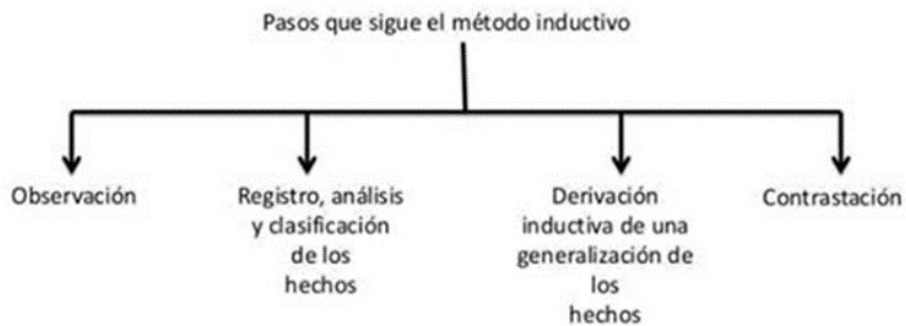 Pasos que sigue el método inductivo
Observación
Registro, análisis
y clasificación
de los
hechos
Derivación
inductiva de una
generalización de
los
hechos
Contrastación